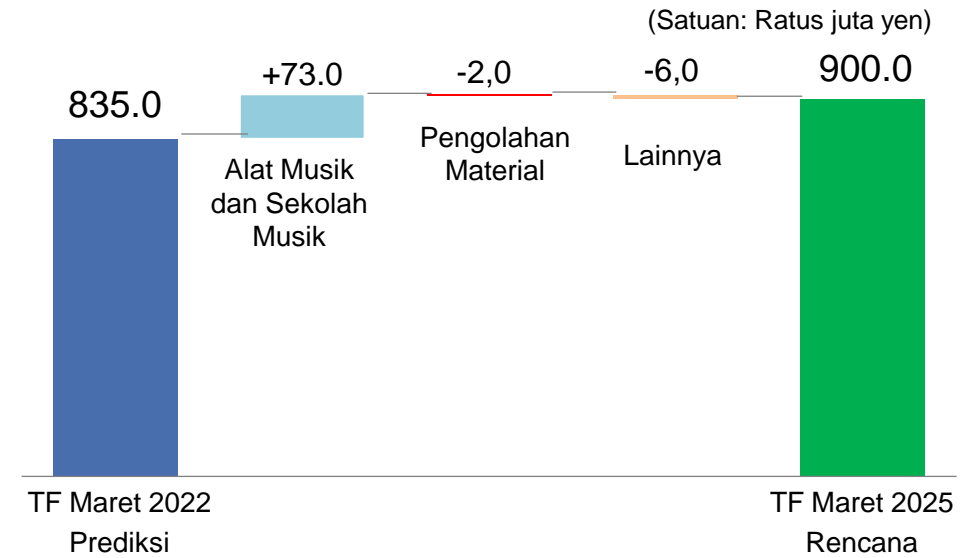 (Satuan: Ratus juta yen)
835.0
+73.0
-2,0
-6,0
900.0
Alat Musik
dan Sekolah
Musik
Pengolahan
Material
Lainnya
TF Maret 2022
Prediksi
TF Maret 2025
Rencana